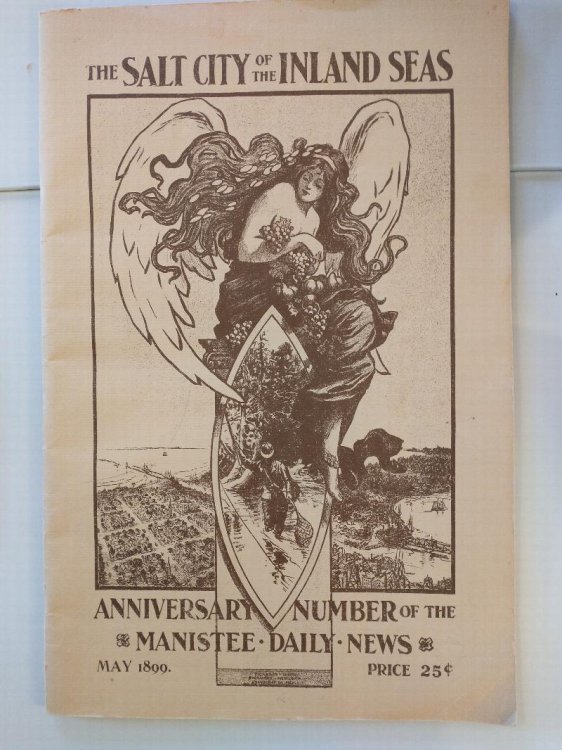 THE SALT CITY OF THE INLAND SEAS
ANNIVERSARY NUMBER OF THE
MANISTEE · DAILY · NEWS
MAY 1899. PRICE 25¢